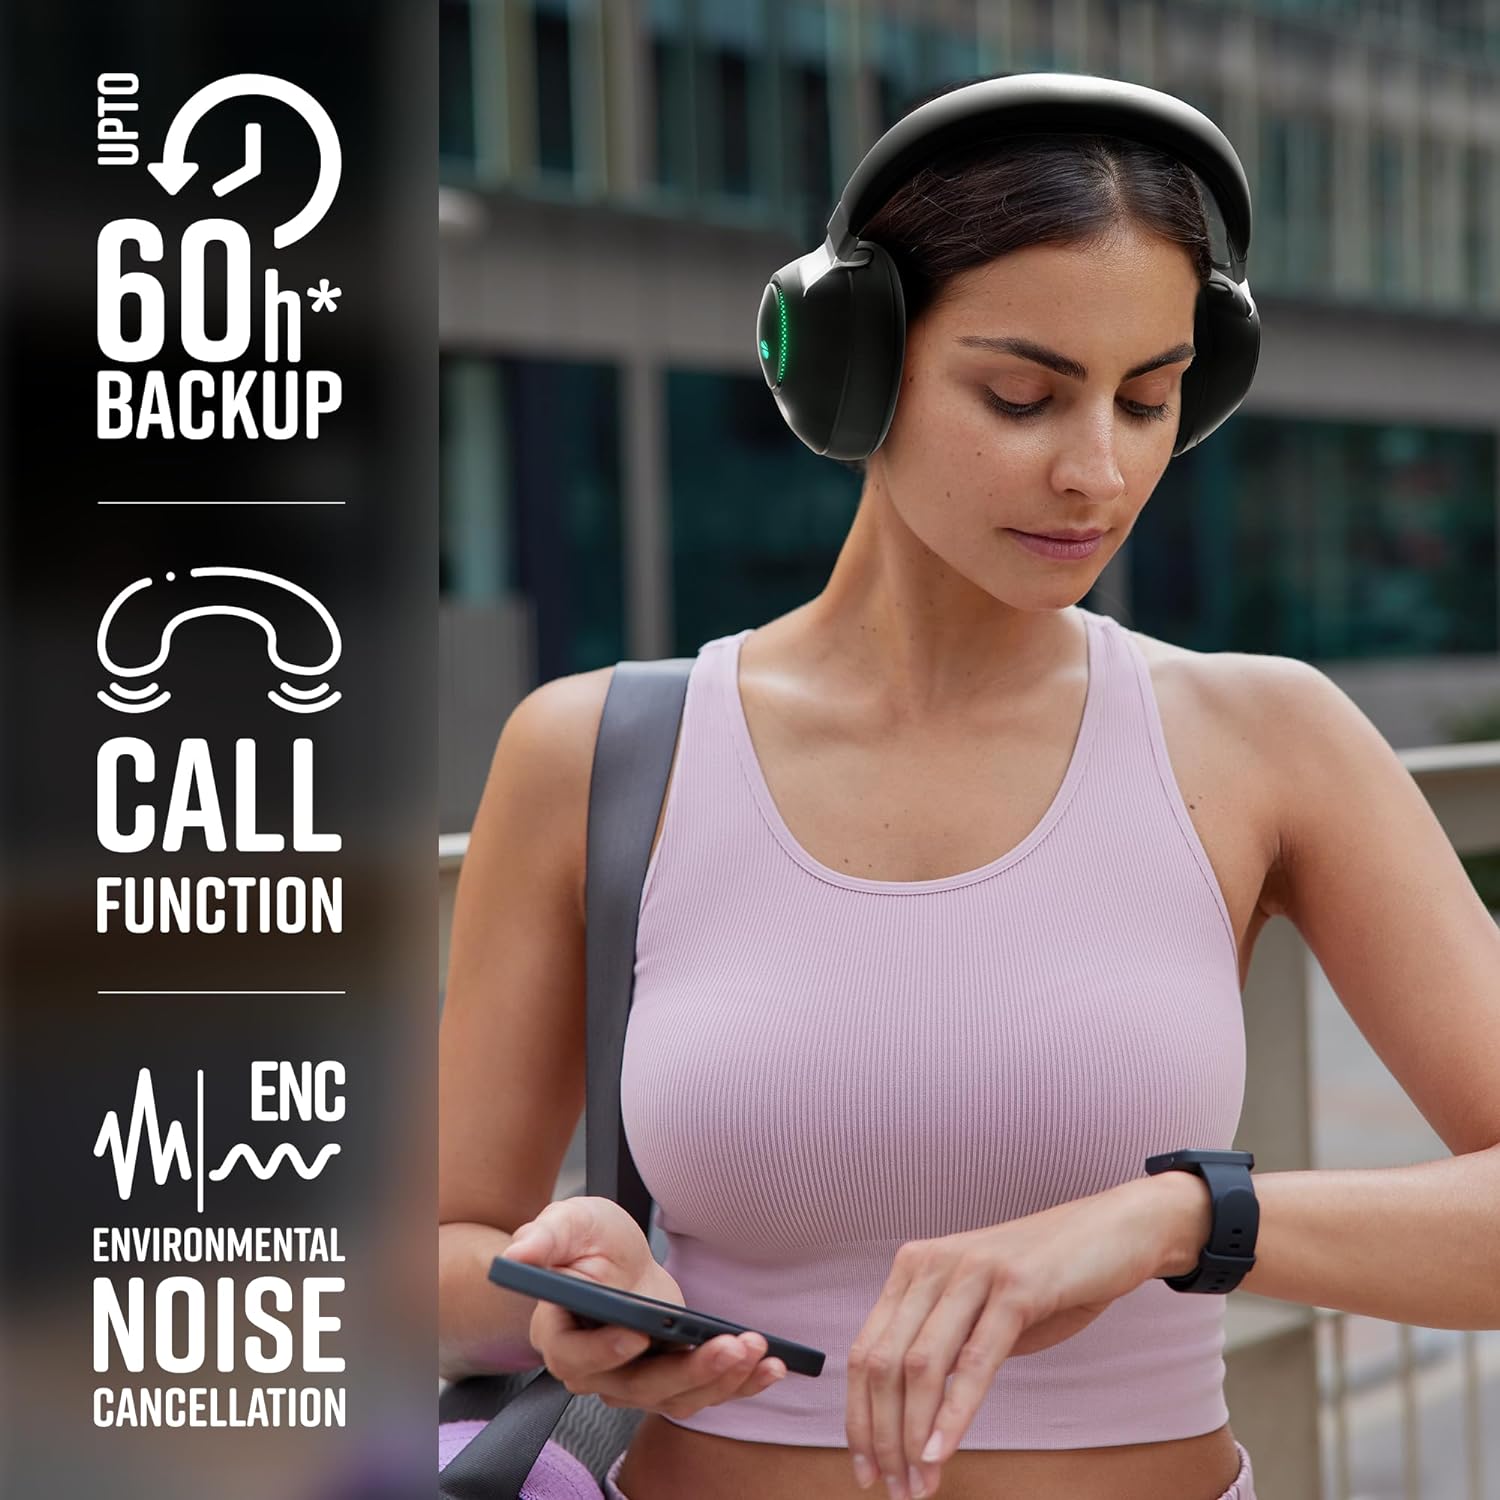 UPTO
60h*
BACKUP
CALL
FUNCTION
ENC
ENVIRONMENTAL
NOISE
CANCELLATION